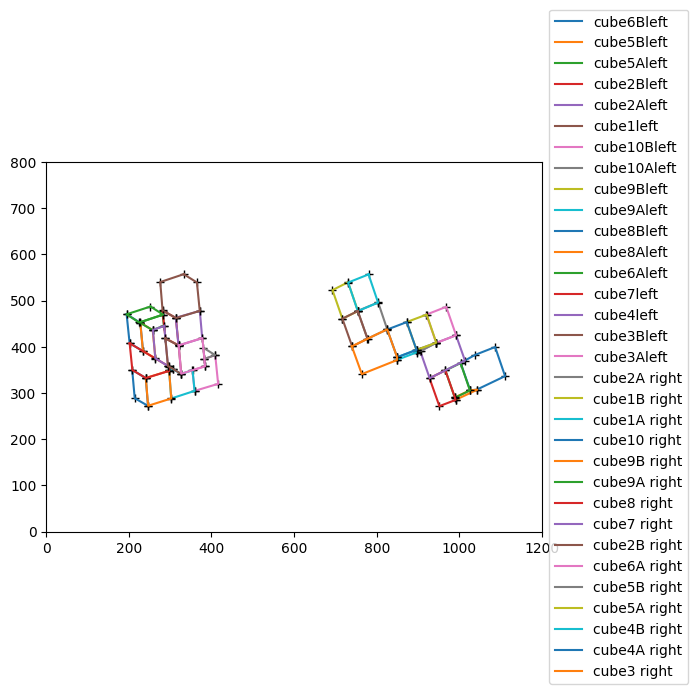 cube6Bleft
cube5Bleft
cube5Aleft
cube2Bleft
cube2Aleft
cube1left
cube10Bleft
cube10Aleft
cube9Bleft
cube9Aleft
cube8Bleft
cube8Aleft
cube6Aleft
cube7left
cube4left
cube3Bleft
cube3Aleft
cube2A right
cube1B right
cube1A right
cube10 right
cube9B right
cube9A right
cube8 right
cube7 right
cube2B right
cube6A right
cube5B right
cube5A right
cube4B right
cube4A right
cube3 right
800
700
600
500
400
300
200
100
0
0 200 400 600 800 1000 1200